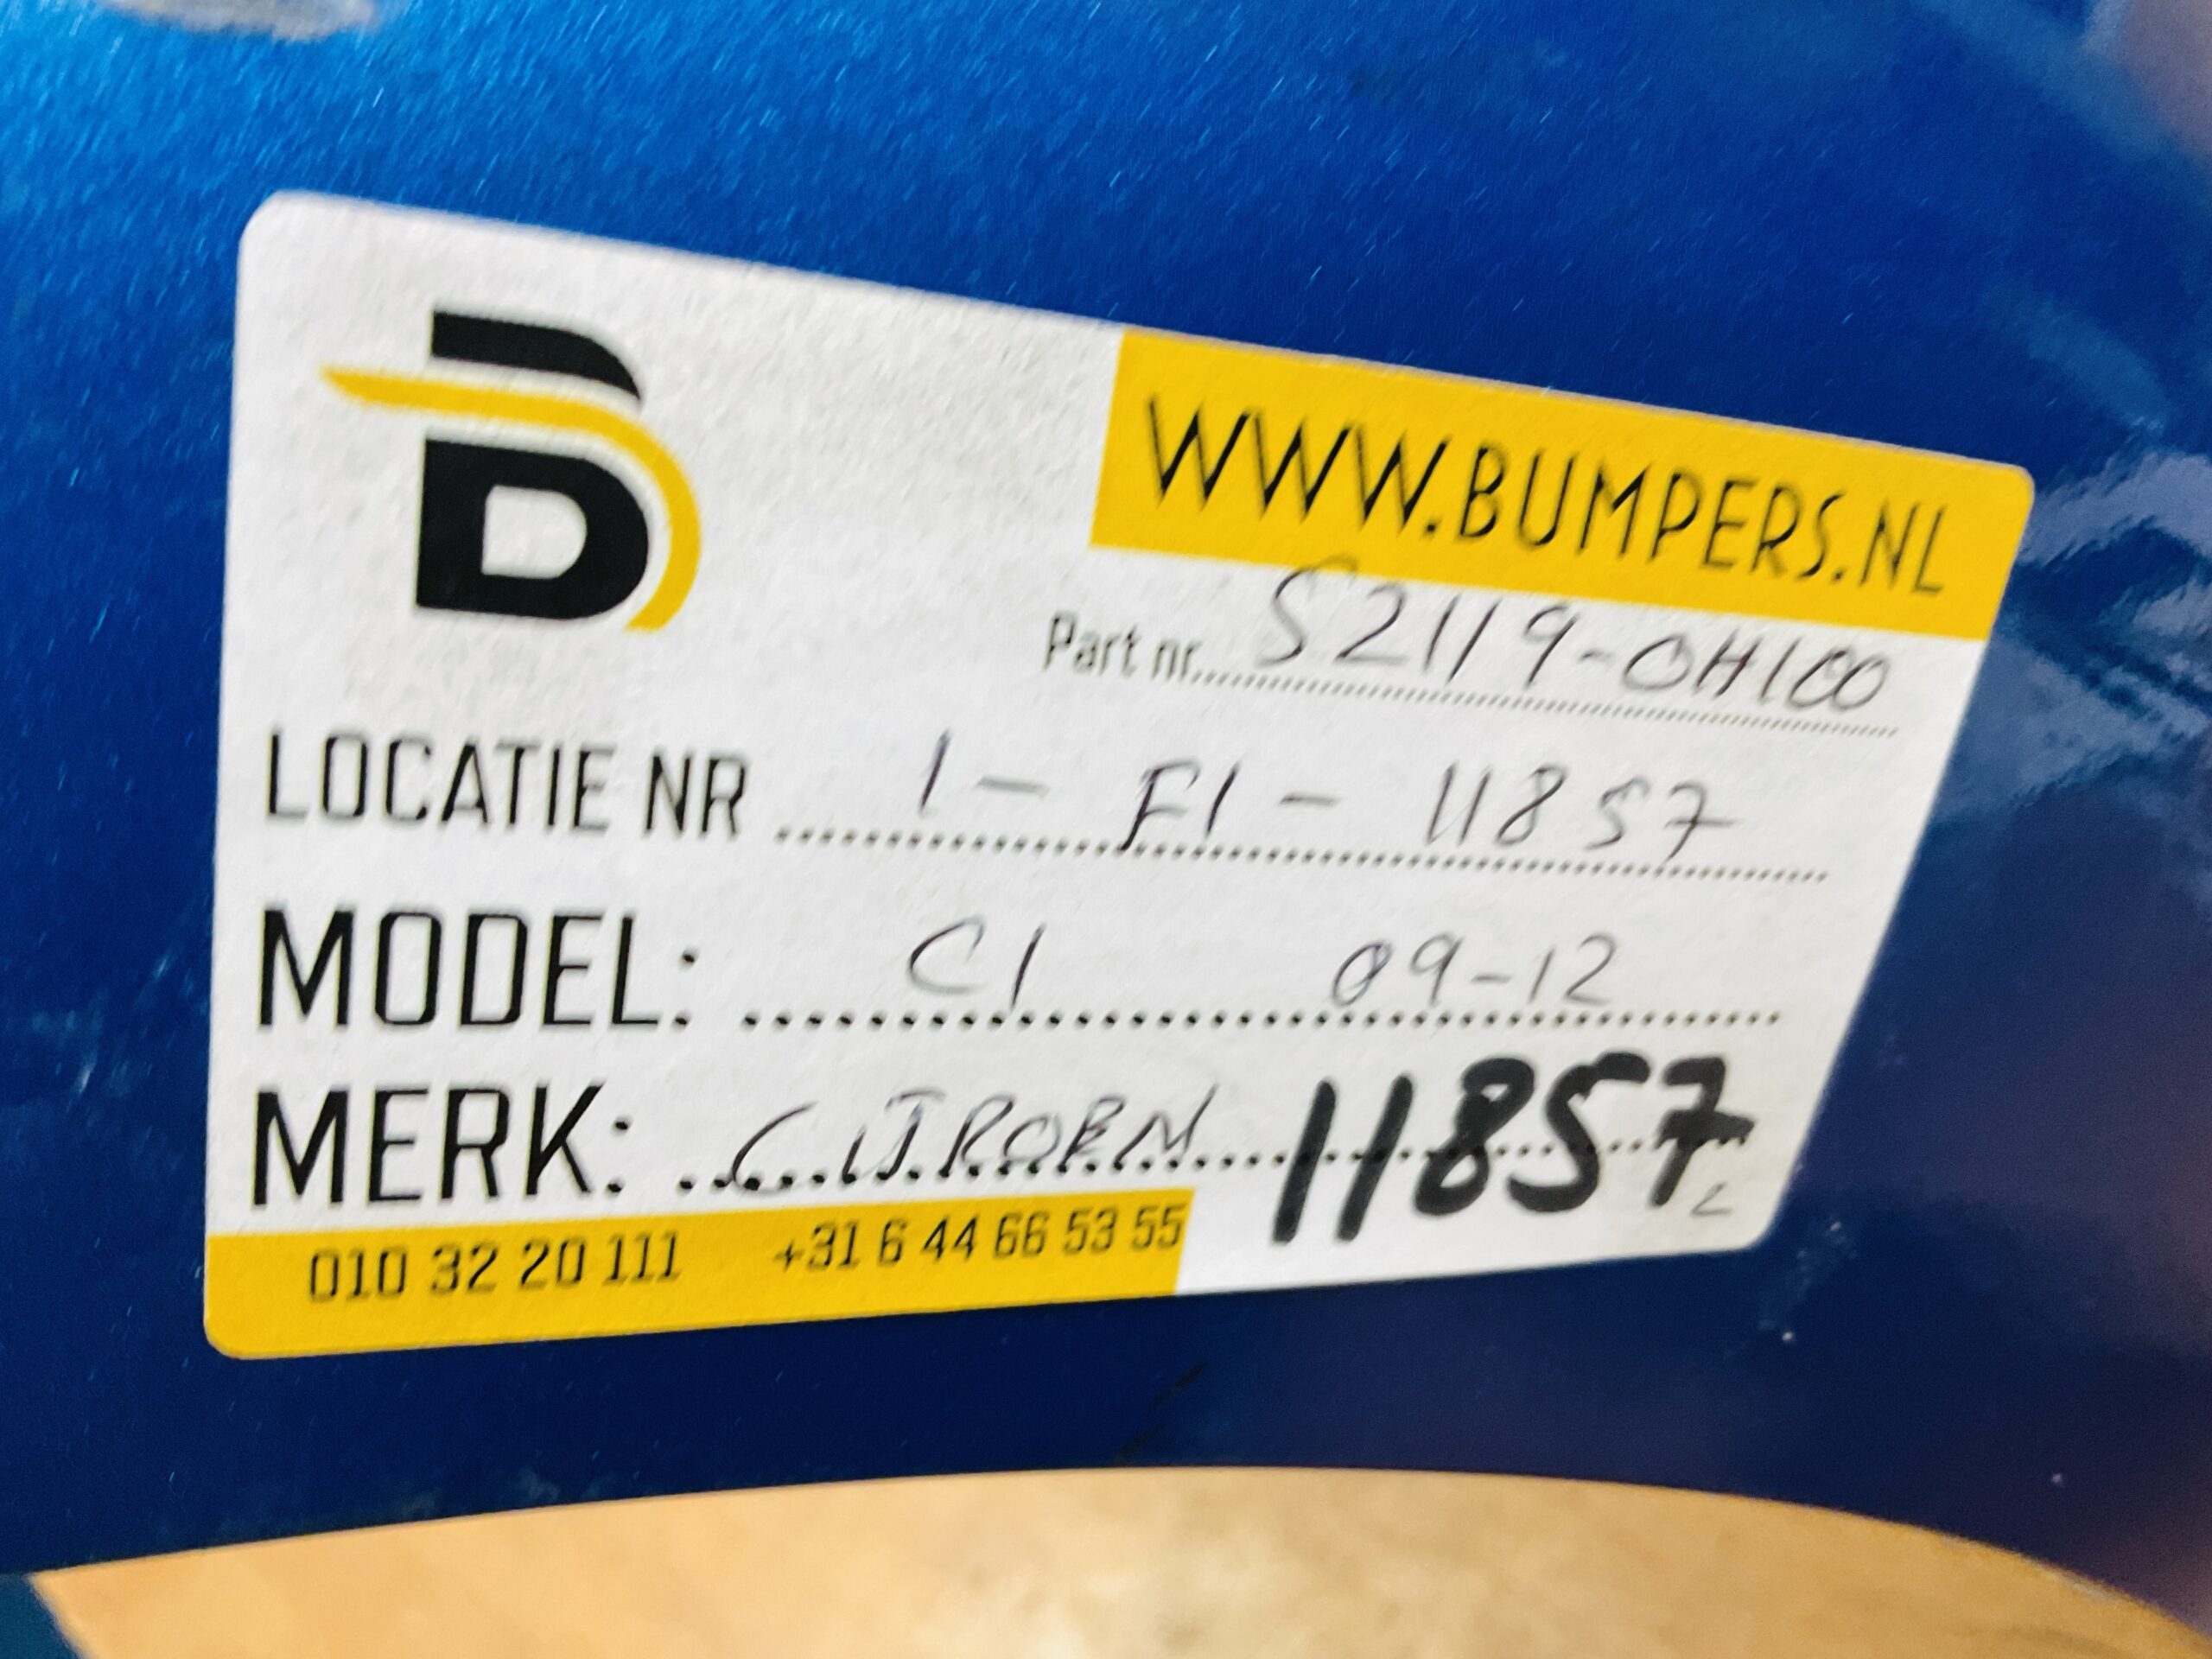 B
WWW.BUMPERS.NL
Part nr. 52119-0H100
LOCATIE NR 1 - F1 - 11857
MODEL: C1 09-12
MERK: CITROEN 11857
010 32 20 111 +31 6 44 66 53 55